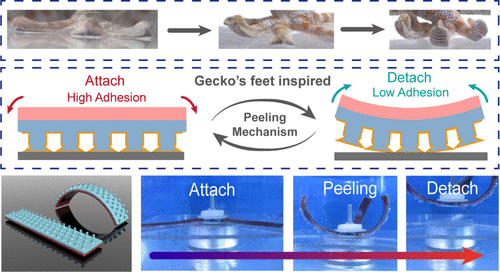 Attach
High Adhesion
Gecko's feet inspired
Peeling
Mechanism
Detach
Low Adhesion
Attach
Peeling
Detach